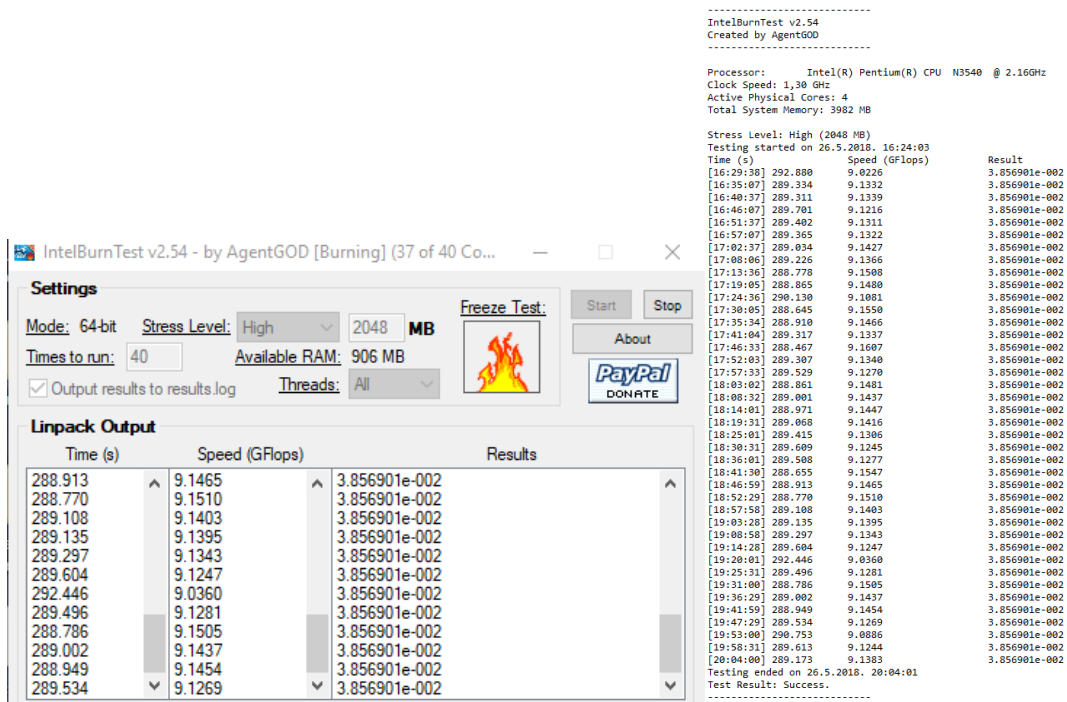 IntelBurnTest v2.54 - by AgentGOD [Burning] (37 of 40 Co...
Settings
Mode: 64-bit Stress Level: High 2048 MB
Times to run: 40 Available RAM: 906 MB
Output results to results.log Threads: All
Freeze Test:
Start Stop
About
PayPal
DONATE
Linpack Output
Time (s) Speed (GFlops) Results
288.913 9.1465 3.856901e-002
288.770 9.1510 3.856901e-002
289.108 9.1403 3.856901e-002
289.135 9.1395 3.856901e-002
289.297 9.1343 3.856901e-002
289.604 9.1247 3.856901e-002
292.446 9.0360 3.856901e-002
289.496 9.1281 3.856901e-002
288.786 9.1505 3.856901e-002
289.002 9.1437 3.856901e-002
288.949 9.1454 3.856901e-002
289.534 9.1269 3.856901e-002
----------------------------
IntelBurnTest v2.54
Created by AgentGOD
----------------------------
Processor: Intel(R) Pentium(R) CPU N3540 @ 2.16GHz
Clock Speed: 1,30 GHz
Active Physical Cores: 4
Total System Memory: 3982 MB
Stress Level: High (2048 MB)
Testing started on 26.5.2018. 16:24:03
Time (s) Speed (GFlops) Result
[16:29:38] 292.880 9.0226 3.856901e-002
[16:35:07] 289.334 9.1332 3.856901e-002
[16:40:37] 289.311 9.1339 3.856901e-002
[16:46:07] 289.701 9.1216 3.856901e-002
[16:51:37] 289.402 9.1311 3.856901e-002
[16:57:07] 289.365 9.1322 3.856901e-002
[17:02:37] 289.034 9.1427 3.856901e-002
[17:08:06] 289.226 9.1366 3.856901e-002
[17:13:36] 288.778 9.1508 3.856901e-002
[17:19:05] 288.865 9.1480 3.856901e-002
[17:24:36] 290.130 9.1081 3.856901e-002
[17:30:05] 288.645 9.1550 3.856901e-002
[17:35:34] 288.910 9.1466 3.856901e-002
[17:41:04] 289.317 9.1337 3.856901e-002
[17:46:33] 288.467 9.1607 3.856901e-002
[17:52:03] 289.307 9.1340 3.856901e-002
[17:57:33] 289.529 9.1270 3.856901e-002
[18:03:02] 288.861 9.1481 3.856901e-002
[18:08:32] 289.001 9.1437 3.856901e-002
[18:14:01] 288.971 9.1447 3.856901e-002
[18:19:31] 289.068 9.1416 3.856901e-002
[18:25:01] 289.415 9.1306 3.856901e-002
[18:30:31] 289.609 9.1245 3.856901e-002
[18:36:01] 289.508 9.1277 3.856901e-002
[18:41:30] 288.655 9.1547 3.856901e-002
[18:46:59] 288.913 9.1465 3.856901e-002
[18:52:29] 288.770 9.1510 3.856901e-002
[18:57:58] 289.108 9.1403 3.856901e-002
[19:03:28] 289.135 9.1395 3.856901e-002
[19:08:58] 289.297 9.1343 3.856901e-002
[19:14:28] 289.604 9.1247 3.856901e-002
[19:20:01] 292.446 9.0360 3.856901e-002
[19:25:31] 289.496 9.1281 3.856901e-002
[19:31:00] 288.786 9.1505 3.856901e-002
[19:36:29] 289.002 9.1437 3.856901e-002
[19:41:59] 288.949 9.1454 3.856901e-002
[19:47:29] 289.534 9.1269 3.856901e-002
[19:53:00] 290.753 9.0886 3.856901e-002
[19:58:31] 289.613 9.1244 3.856901e-002
[20:04:00] 289.173 9.1383 3.856901e-002
Testing ended on 26.5.2018. 20:04:01
Test Result: Success.
----------------------------